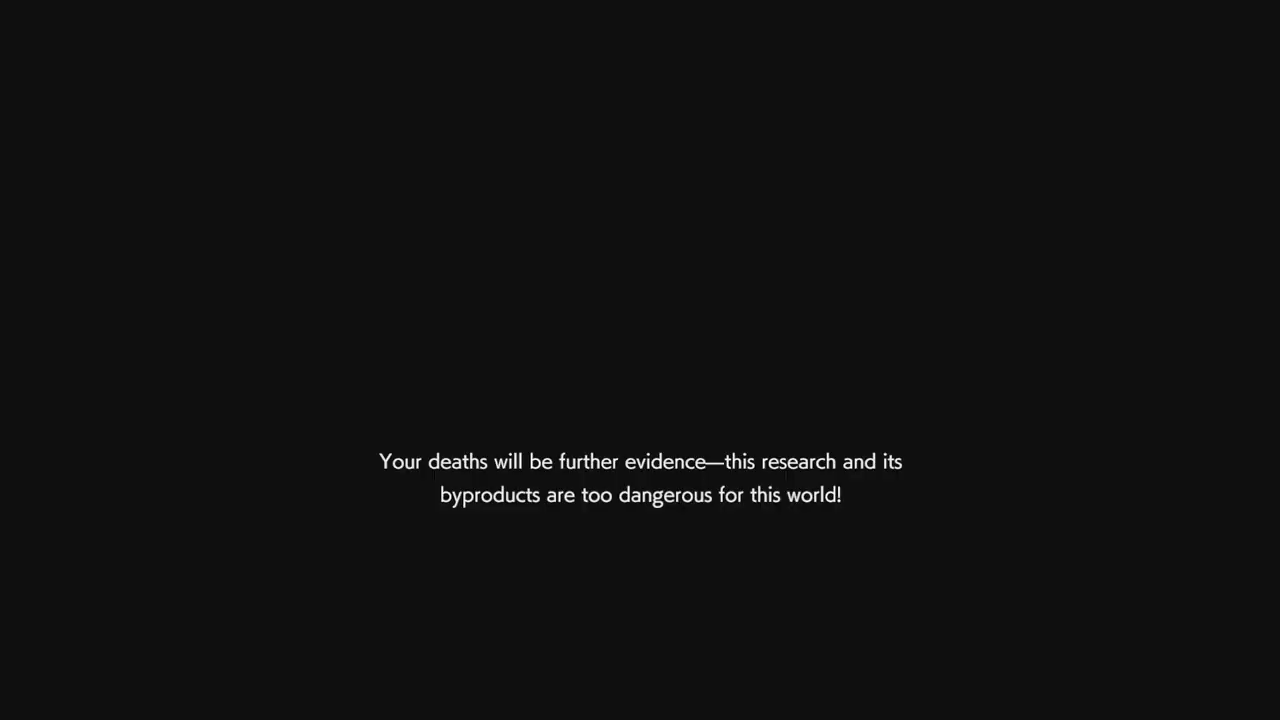 Your deaths will be further evidence—this research and its
byproducts are too dangerous for this world!